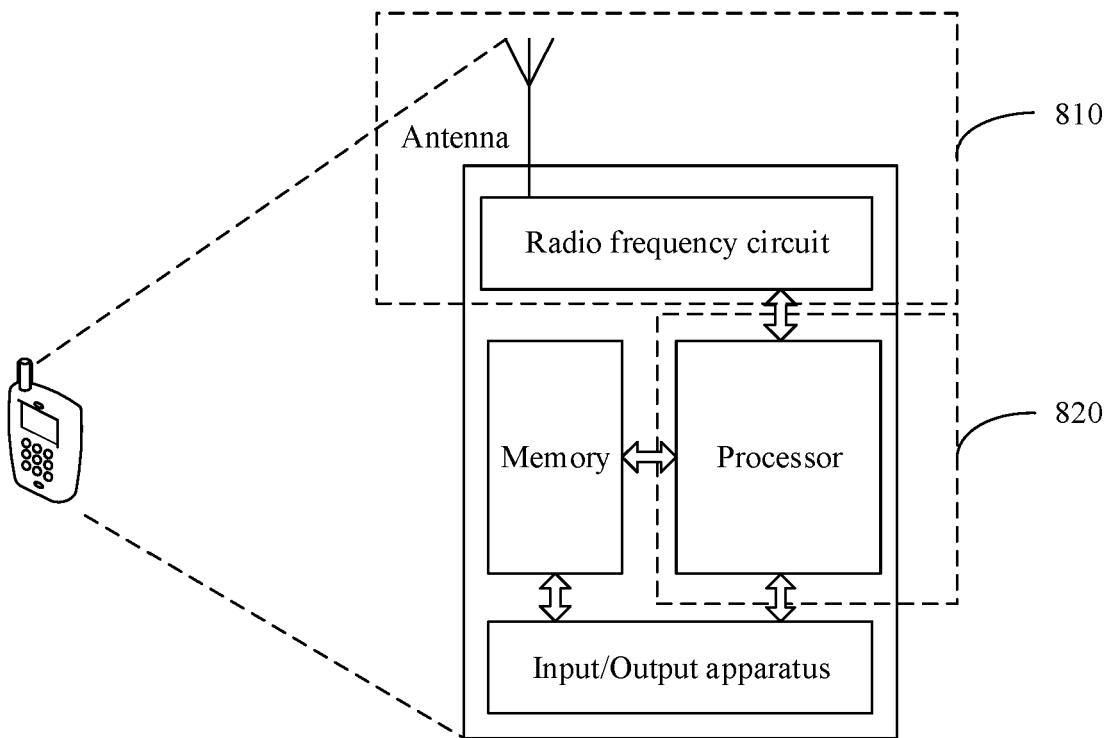 810
Antenna
Radio frequency circuit
820
Memory
Processor
Input/Output apparatus